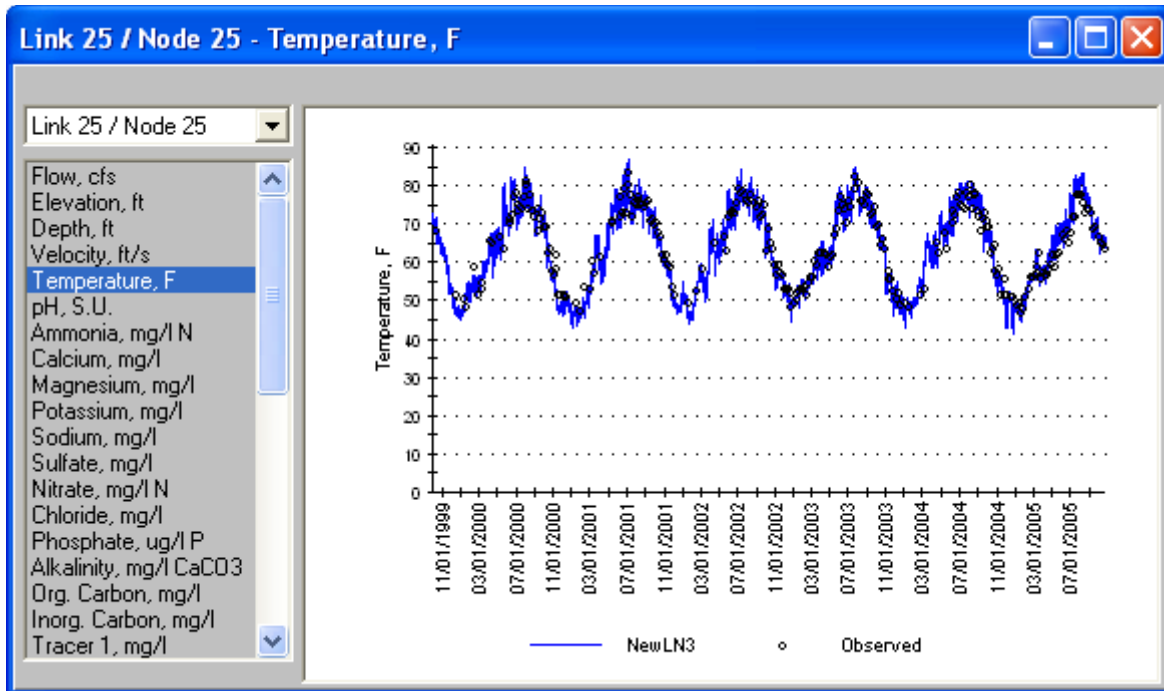 Link 25 / Node 25 - Temperature, F
Link 25 / Node 25
Flow, cfs
Elevation, ft
Depth, ft
Velocity, ft/s
Temperature, F
pH, S.U.
Ammonia, mg/l N
Calcium, mg/l
Magnesium, mg/l
Potassium, mg/l
Sodium, mg/l
Sulfate, mg/l
Nitrate, mg/l N
Chloride, mg/l
Phosphate, ug/l P
Alkalinity, mg/l CaCO3
Org. Carbon, mg/l
Inorg. Carbon, mg/l
Tracer 1, mg/l
Temperature, F
90
80
70
60
50
40
30
20
10
0
11/01/1999
03/01/2000
07/01/2000
11/01/2000
03/01/2001
07/01/2001
11/01/2001
03/01/2002
07/01/2002
11/01/2002
03/01/2003
07/01/2003
11/01/2003
03/01/2004
07/01/2004
11/01/2004
03/01/2005
07/01/2005
NewLN3
Observed